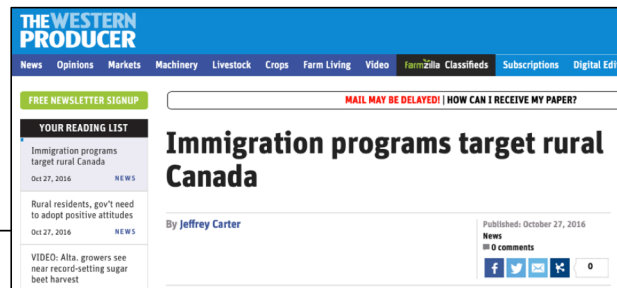 THE WESTERN
PRODUCER
News Opinions Markets Machinery Livestock Crops Farm Living Video Farmzilla Classifieds Subscriptions Digital Edi
FREE NEWSLETTER SIGNUP
MAIL MAY BE DELAYED! | HOW CAN I RECEIVE MY PAPER?
YOUR READING LIST
Immigration programs
target rural Canada
Oct 27, 2016 NEWS
Rural residents, gov't need
to adopt positive attitudes
Oct 27, 2016 NEWS
VIDEO: Alta. growers see
near record-setting sugar
beet harvest
Immigration programs target rural
Canada
By Jeffrey Carter
Published: October 27, 2016
News
0 comments
0